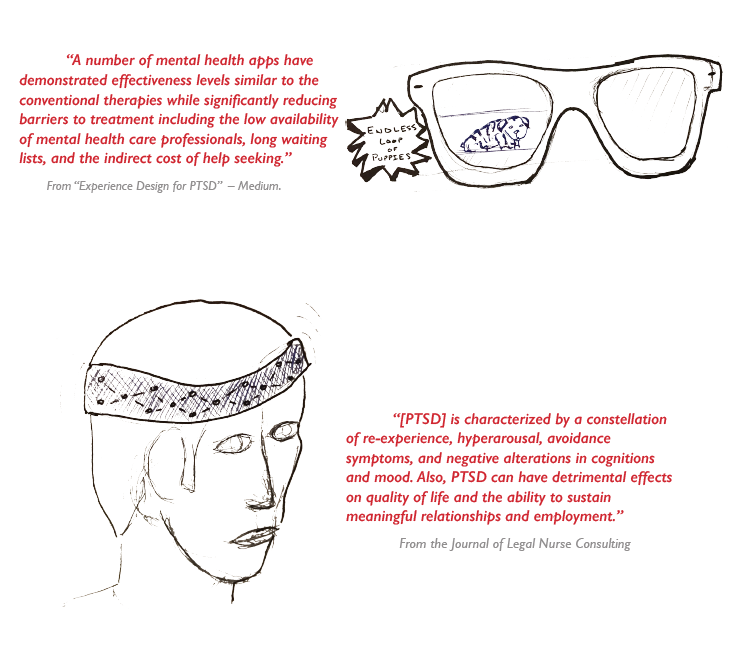 “A number of mental health apps have
demonstrated effectiveness levels similar to the
conventional therapies while significantly reducing
barriers to treatment including the low availability
of mental health care professionals, long waiting
lists, and the indirect cost of help seeking.”
From “Experience Design for PTSD” – Medium.
ENDLESS
LOOP
OF
PUPPIES
“[PTSD] is characterized by a constellation
of re-experience, hyperarousal, avoidance
symptoms, and negative alterations in cognitions
and mood. Also, PTSD can have detrimental effects
on quality of life and the ability to sustain
meaningful relationships and employment.”
From the Journal of Legal Nurse Consulting